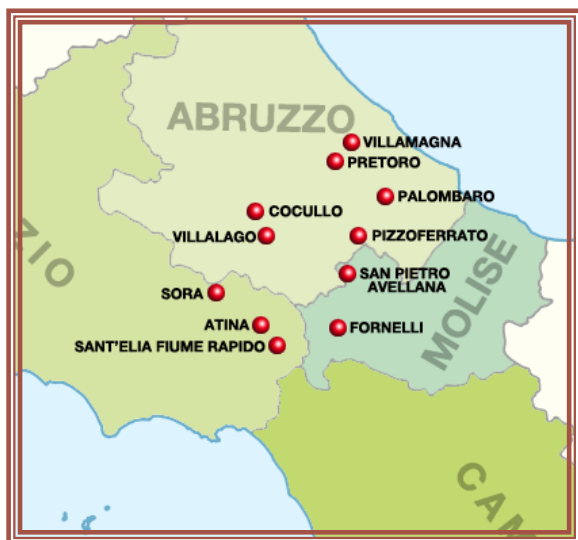 ABRUZZO
VILLAMAGNA
PRETORO
PALOMBARO
COCULLO
VILLALAGO
PIZZOFERRATO
ZIO
SAN PIETRO
AVELLANA
MOLISE
SORA
ATINA
FORNELLI
SANT'ELIA FIUME RAPIDO
CAM